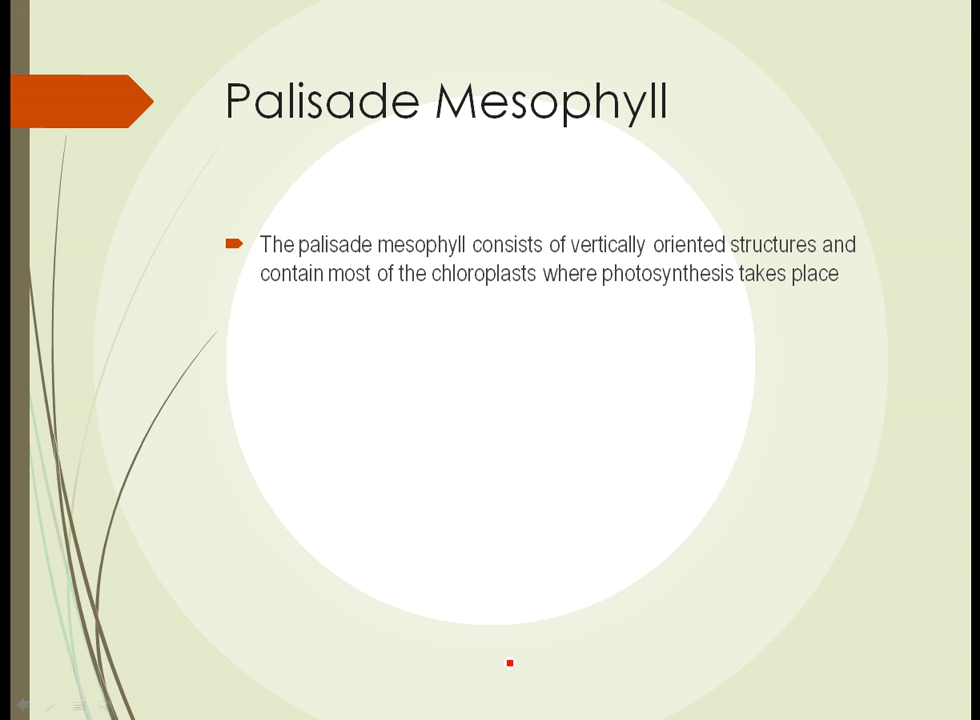 Palisade Mesophyll
The palisade mesophyll consists of vertically oriented structures and
contain most of the chloroplasts where photosynthesis takes place